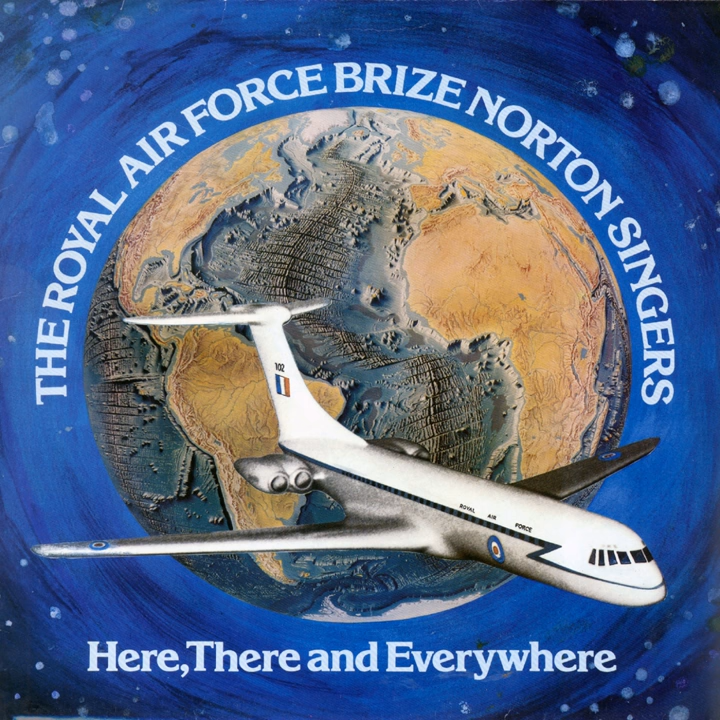 THE ROYAL AIR FORCE BRIZE NORTON SINGERS
102
ROYAL AIR FORCE
Here, There and Everywhere